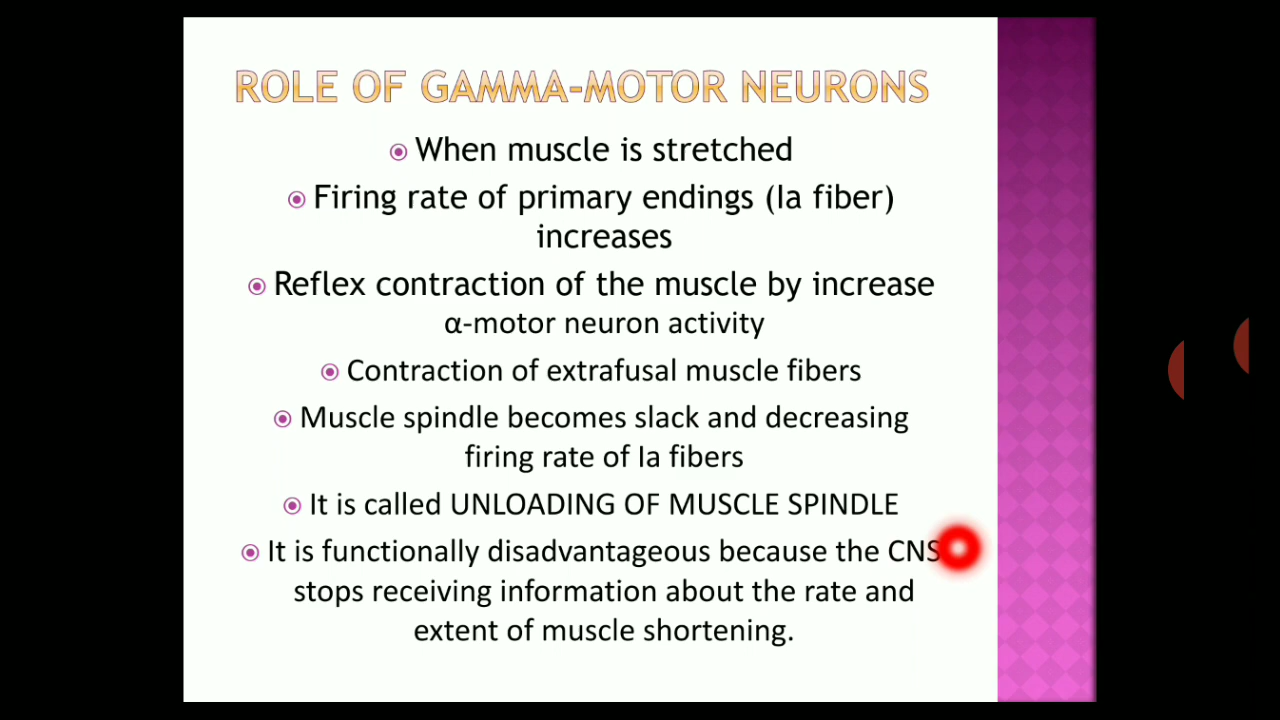 ROLE OF GAMMA-MOTOR NEURONS
When muscle is stretched
Firing rate of primary endings (Ia fiber)
increases
Reflex contraction of the muscle by increase
α-motor neuron activity
Contraction of extrafusal muscle fibers
Muscle spindle becomes slack and decreasing
firing rate of Ia fibers
It is called UNLOADING OF MUSCLE SPINDLE
It is functionally disadvantageous because the CNS
stops receiving information about the rate and
extent of muscle shortening.